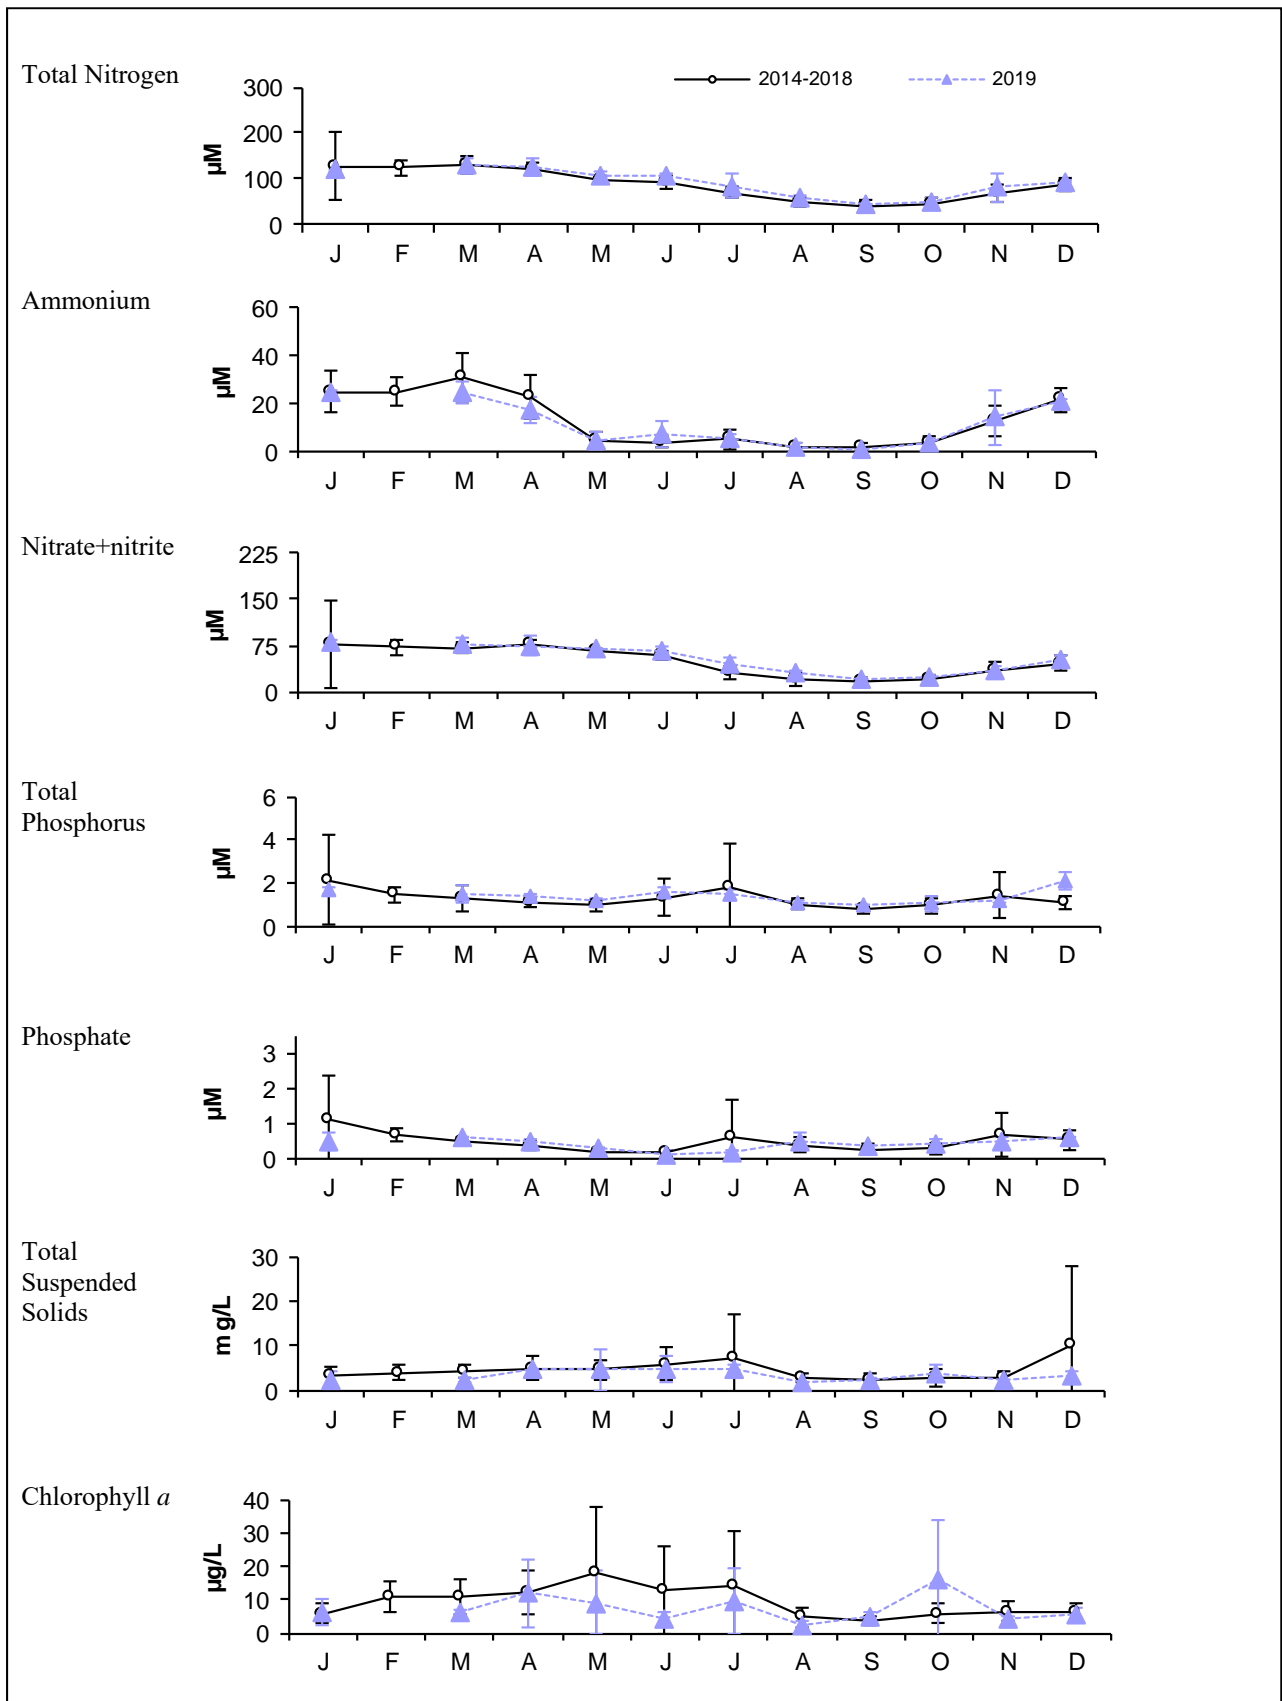 Total Nitrogen
2014-2018 2019
300
200
100
0
µM
J F M A M J J A S O N D
Ammonium
60
40
20
0
µM
J F M A M J J A S O N D
Nitrate+nitrite
225
150
75
0
µM
J F M A M J J A S O N D
Total
Phosphorus
6
4
2
0
µM
J F M A M J J A S O N D
Phosphate
3
2
1
0
µM
J F M A M J J A S O N D
Total
Suspended
Solids
30
20
10
0
mg/L
J F M A M J J A S O N D
Chlorophyll a
40
30
20
10
0
µg/L
J F M A M J J A S O N D